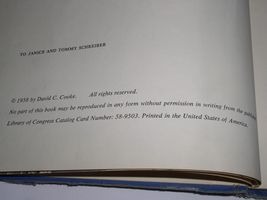 TO JANICE AND TOMMY SCHREIBER
© 1958 by David C. Cooke. All rights reserved.
No part of this book may be reproduced in any form without permission in writing from the publisher
Library of Congress Catalog Card Number: 58-9503. Printed in the United States of America.